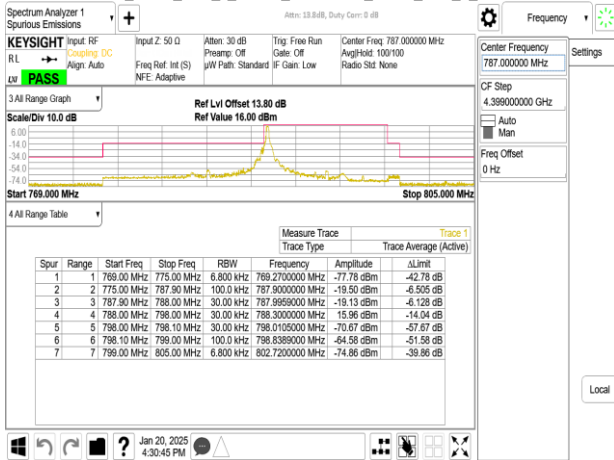 Spectrum Analyzer 1
Spurious Emissions
Attn: 13.8dB, Duty Corr: 0 dB
Frequency
KEYSIGHT
RL
PASS
Input: RF
Coupling: DC
Align: Auto
Input Z: 50 Ω
Freq Ref: Int (S)
NFE: Adaptive
Atten: 30 dB
Preamp: Off
µW Path: Standard
Trig: Free Run
Gate: Off
IF Gain: Low
Center Freq: 787.000000 MHz
Avg|Hold: 100/100
Radio Std: None
Center Frequency
787.000000 MHz
Settings
CF Step
4.399000000 GHz
Auto
Man
Freq Offset
0 Hz
3 All Range Graph
Scale/Div 10.0 dB
Ref Lvl Offset 13.80 dB
Ref Value 16.00 dBm
6.00
-14.0
-34.0
-54.0
-74.0
Start 769.000 MHz
Stop 805.000 MHz
4 All Range Table
Measure Trace Trace 1
Trace Type Trace Average (Active)
Spur Range Start Freq Stop Freq RBW Frequency Amplitude ΔLimit
1 1 769.00 MHz 775.00 MHz 6.800 kHz 769.2700000 MHz -77.78 dBm -42.78 dB
2 2 775.00 MHz 787.90 MHz 100.0 kHz 787.9000000 MHz -19.50 dBm -6.505 dB
3 3 787.90 MHz 788.00 MHz 30.00 kHz 787.9959000 MHz -19.13 dBm -6.128 dB
4 4 788.00 MHz 798.00 MHz 30.00 kHz 788.3000000 MHz 15.96 dBm -14.04 dB
5 5 798.00 MHz 798.10 MHz 30.00 kHz 798.0105000 MHz -70.67 dBm -57.67 dB
6 6 798.10 MHz 799.00 MHz 100.0 kHz 798.8389000 MHz -64.58 dBm -51.58 dB
7 7 799.00 MHz 805.00 MHz 6.800 kHz 802.7200000 MHz -74.86 dBm -39.86 dB
Local
?
Jan 20, 2025
4:30:45 PM